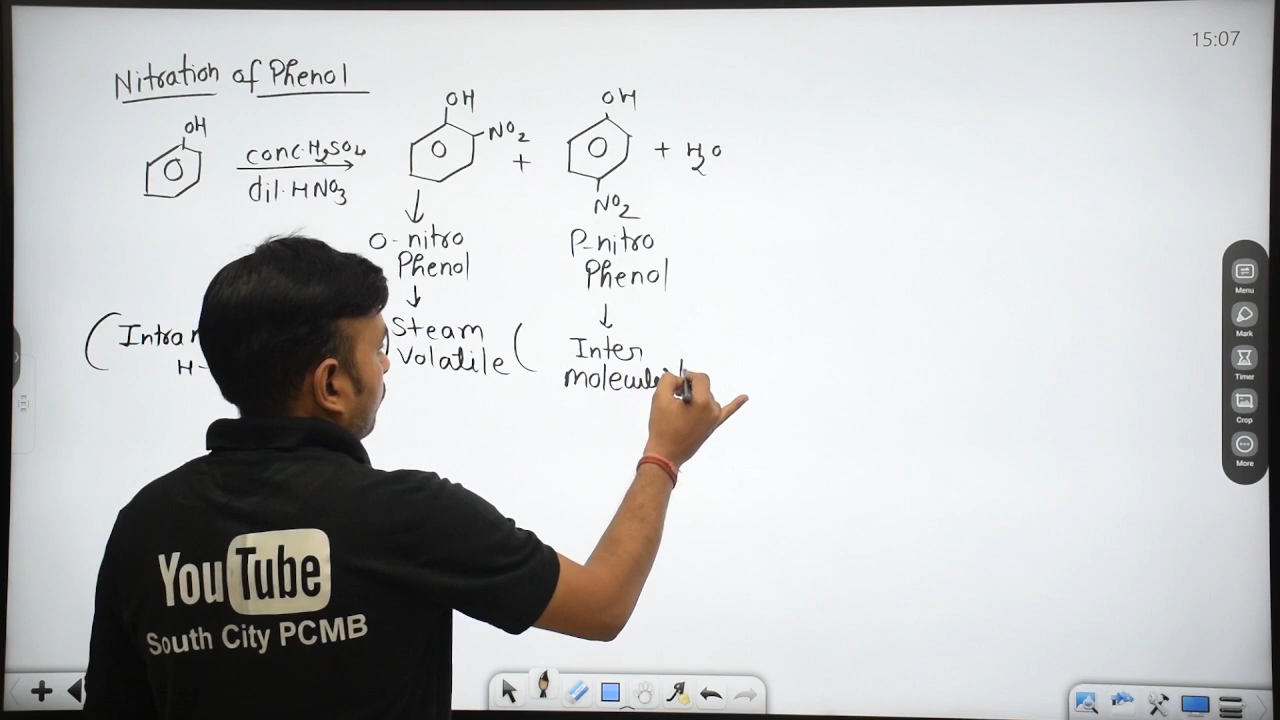 15:07
Nitration of Phenol
OH
conc. H2SO4
dil. HNO3
OH
NO2
+
OH
NO2
+ H2O
O-nitro
Phenol
P-nitro
Phenol
Steam
Volatile
(
H-
( Inter
Menu
Mark
Timer
Crop
More
YouTube
South City PCMB